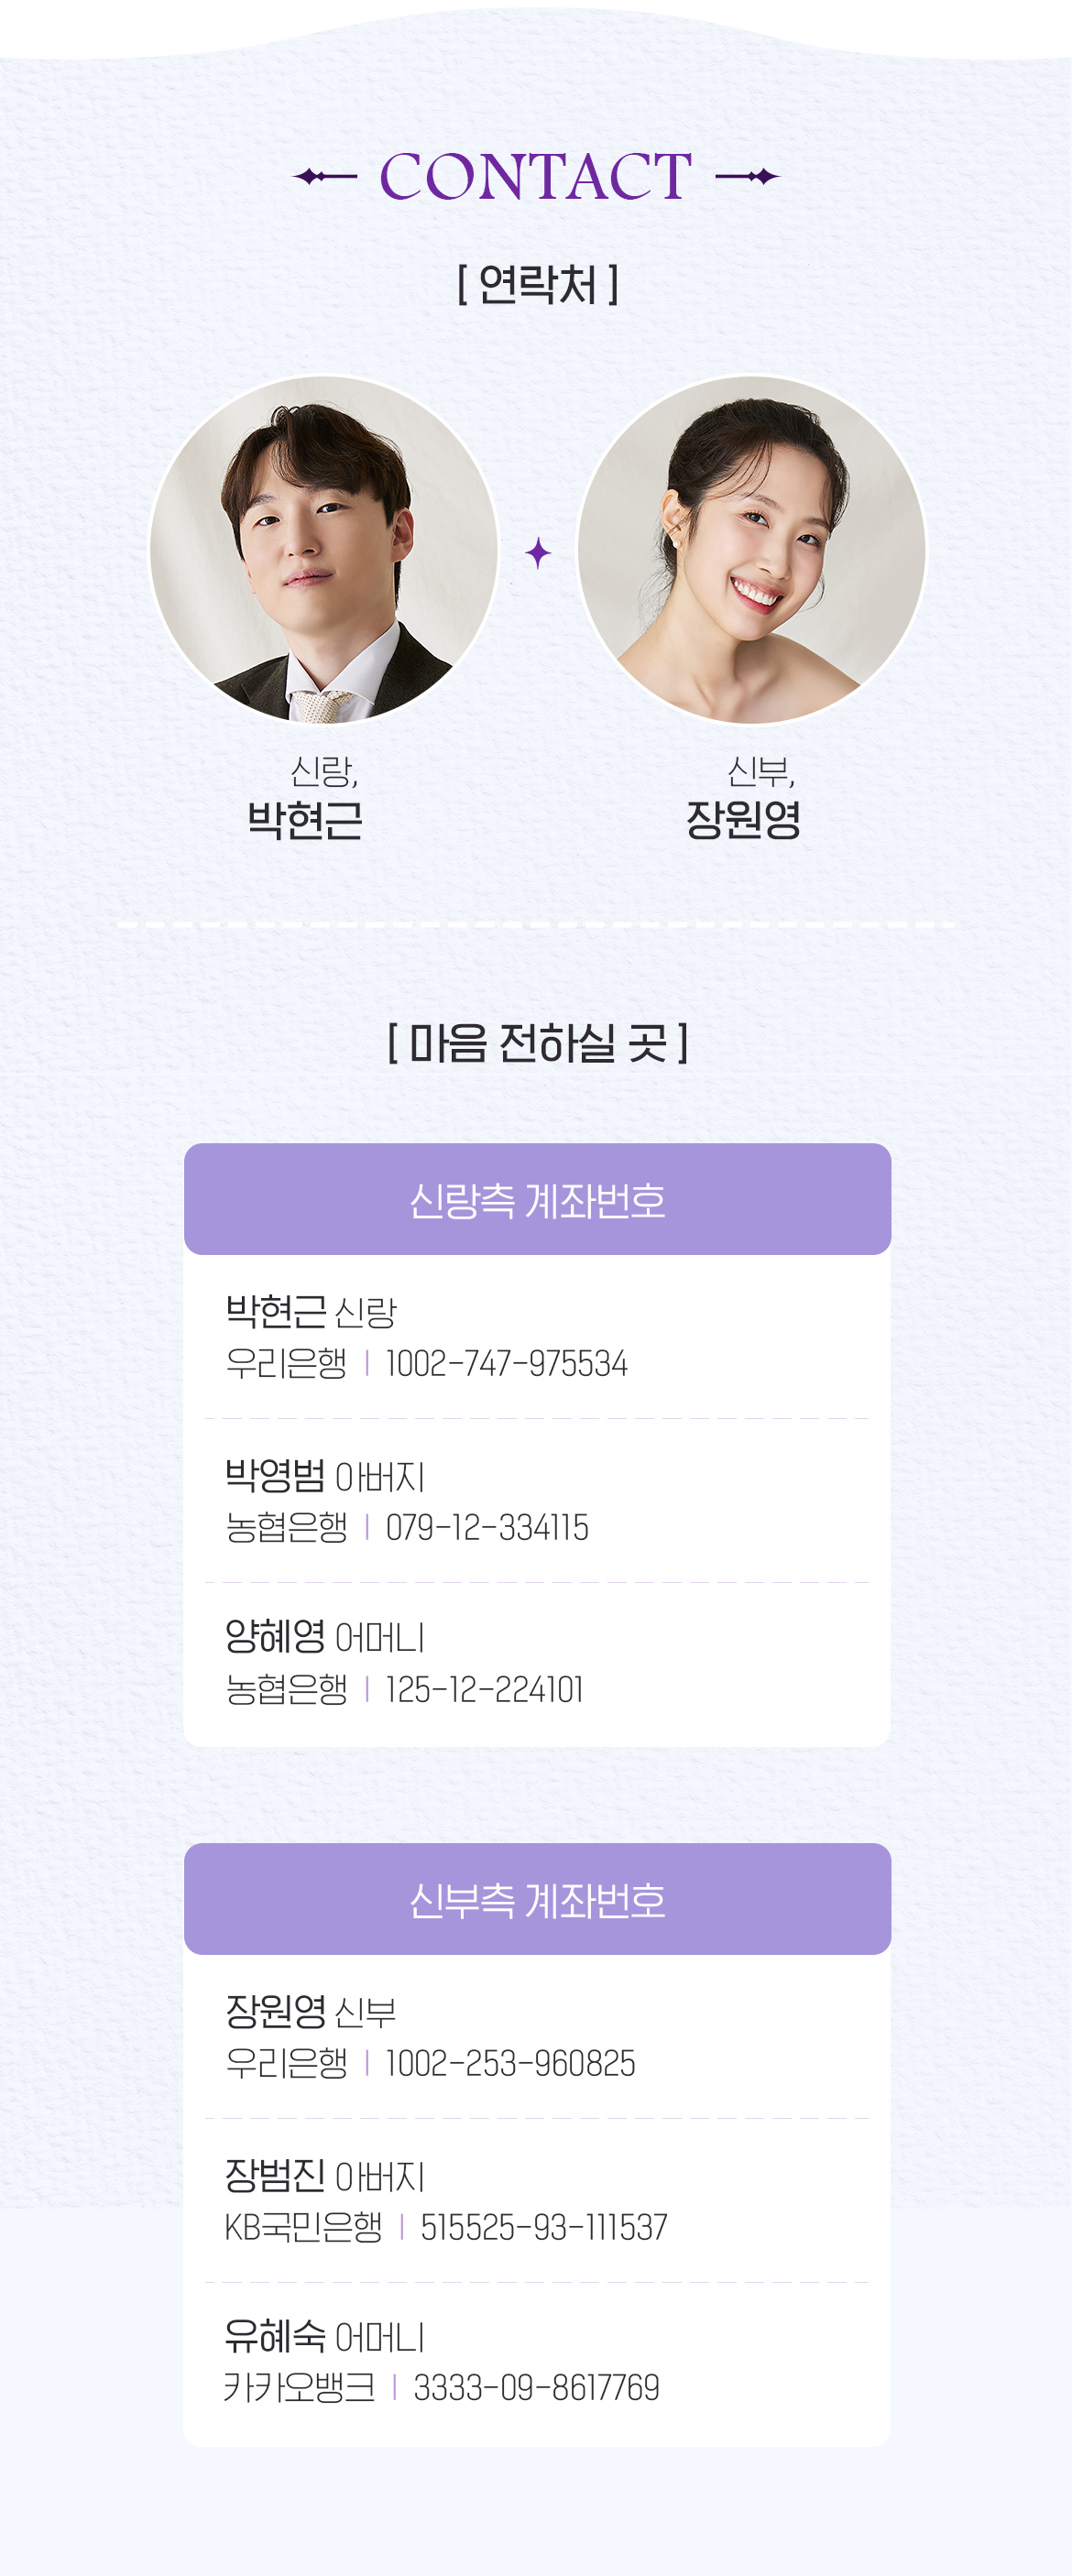 CONTACT
[ 연락처 ]
신랑,
박현근
신부,
장원영
[ 마음 전하실 곳 ]
신랑측 계좌번호
박현근 신랑
우리은행 | 1002-747-975534
박영범 아버지
농협은행 | 079-12-334115
양혜영 어머니
농협은행 | 125-12-224101
신부측 계좌번호
장원영 신부
우리은행 | 1002-253-960825
장범진 아버지
KB국민은행 | 515525-93-111537
유혜숙 어머니
카카오뱅크 | 3333-09-8617769